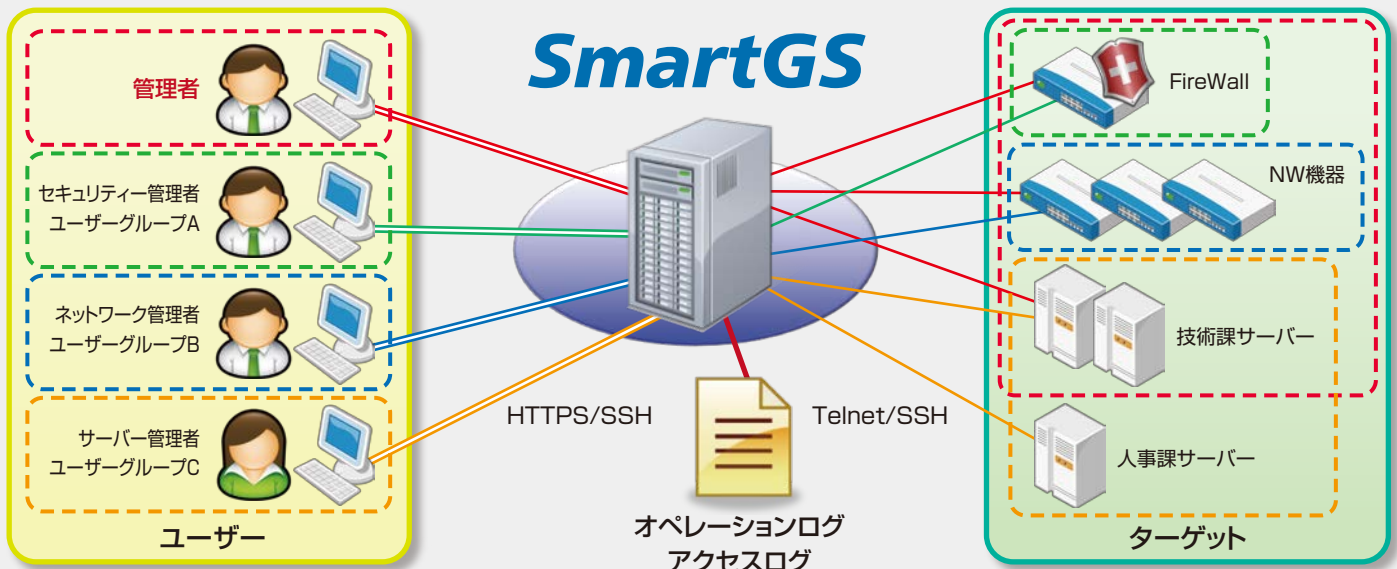 SmartGS
管理者
セキュリティー管理者
ユーザーグループA
ネットワーク管理者
ユーザーグループB
サーバー管理者
ユーザーグループC
ユーザー
HTTPS/SSH
Telnet/SSH
オペレーションログ
アクセスログ
FireWall
NW機器
技術課サーバー
人事課サーバー
ターゲット